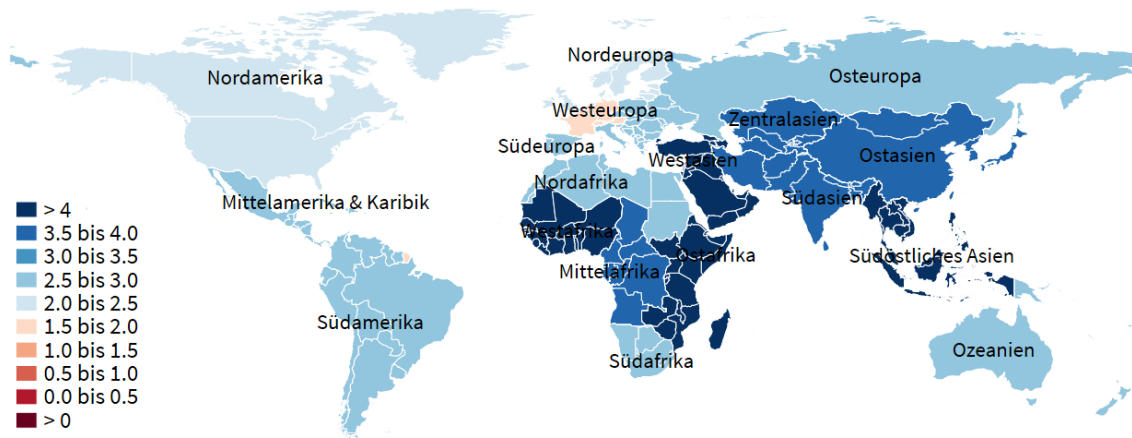 Nordamerika
Nordeuropa
Osteuropa
Westeuropa
Zentralasien
Südeuropa
Westasien
Ostasien
Nordafrika
Mittelamerika & Karibik
Südasien
Westafrika
Ostafrika
Südöstliches Asien
Mittelafrika
Südamerika
Ozeanien
Südafrika
> 4
3.5 bis 4.0
3.0 bis 3.5
2.5 bis 3.0
2.0 bis 2.5
1.5 bis 2.0
1.0 bis 1.5
0.5 bis 1.0
0.0 bis 0.5
> 0